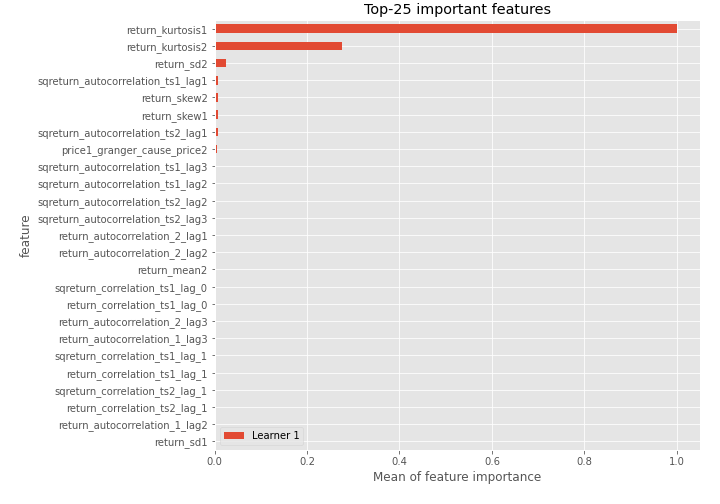 Top-25 important features
return_kurtosis1
return_kurtosis2
return_sd2
sqreturn_autocorrelation_ts1_lag1
return_skew2
return_skew1
sqreturn_autocorrelation_ts2_lag1
price1_granger_cause_price2
sqreturn_autocorrelation_ts1_lag3
sqreturn_autocorrelation_ts1_lag2
sqreturn_autocorrelation_ts2_lag2
sqreturn_autocorrelation_ts2_lag3
return_autocorrelation_2_lag1
return_autocorrelation_2_lag2
return_mean2
sqreturn_correlation_ts1_lag_0
return_correlation_ts1_lag_0
return_autocorrelation_2_lag3
return_autocorrelation_1_lag3
sqreturn_correlation_ts1_lag_1
return_correlation_ts1_lag_1
sqreturn_correlation_ts2_lag_1
return_correlation_ts2_lag_1
return_autocorrelation_1_lag2
return_sd1
feature
Learner 1
0.0 0.2 0.4 0.6 0.8 1.0
Mean of feature importance